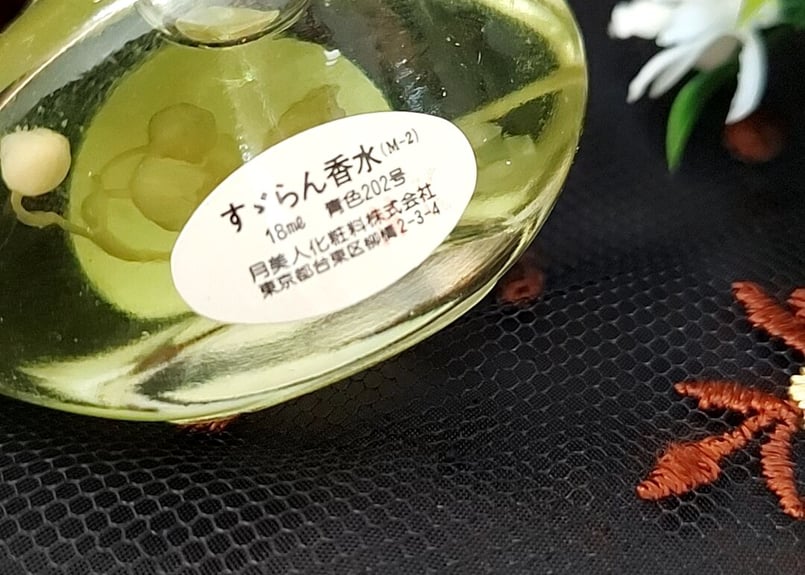 すゞらん香水(M-2)
18mℓ 青色202号
月美人化粧料株式会社
東京都台東区柳橋2-3-4